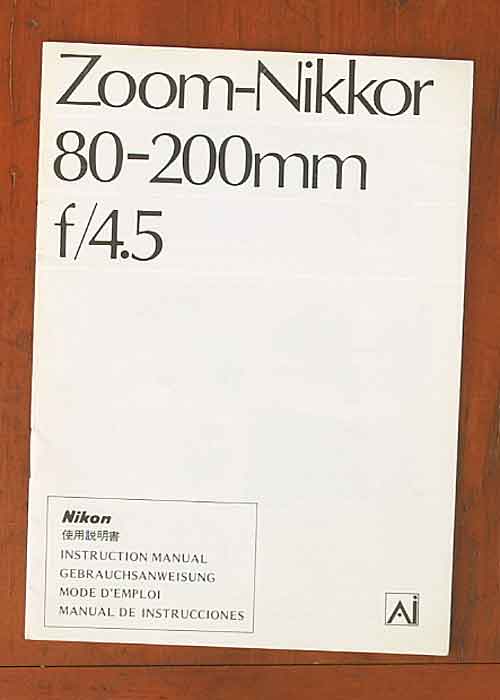 Zoom-Nikkor
80-200mm
f/4.5
Nikon
使用説明書
INSTRUCTION MANUAL
GEBRAUCHSANWEISUNG
MODE D'EMPLOI
MANUAL DE INSTRUCCIONES
Ai